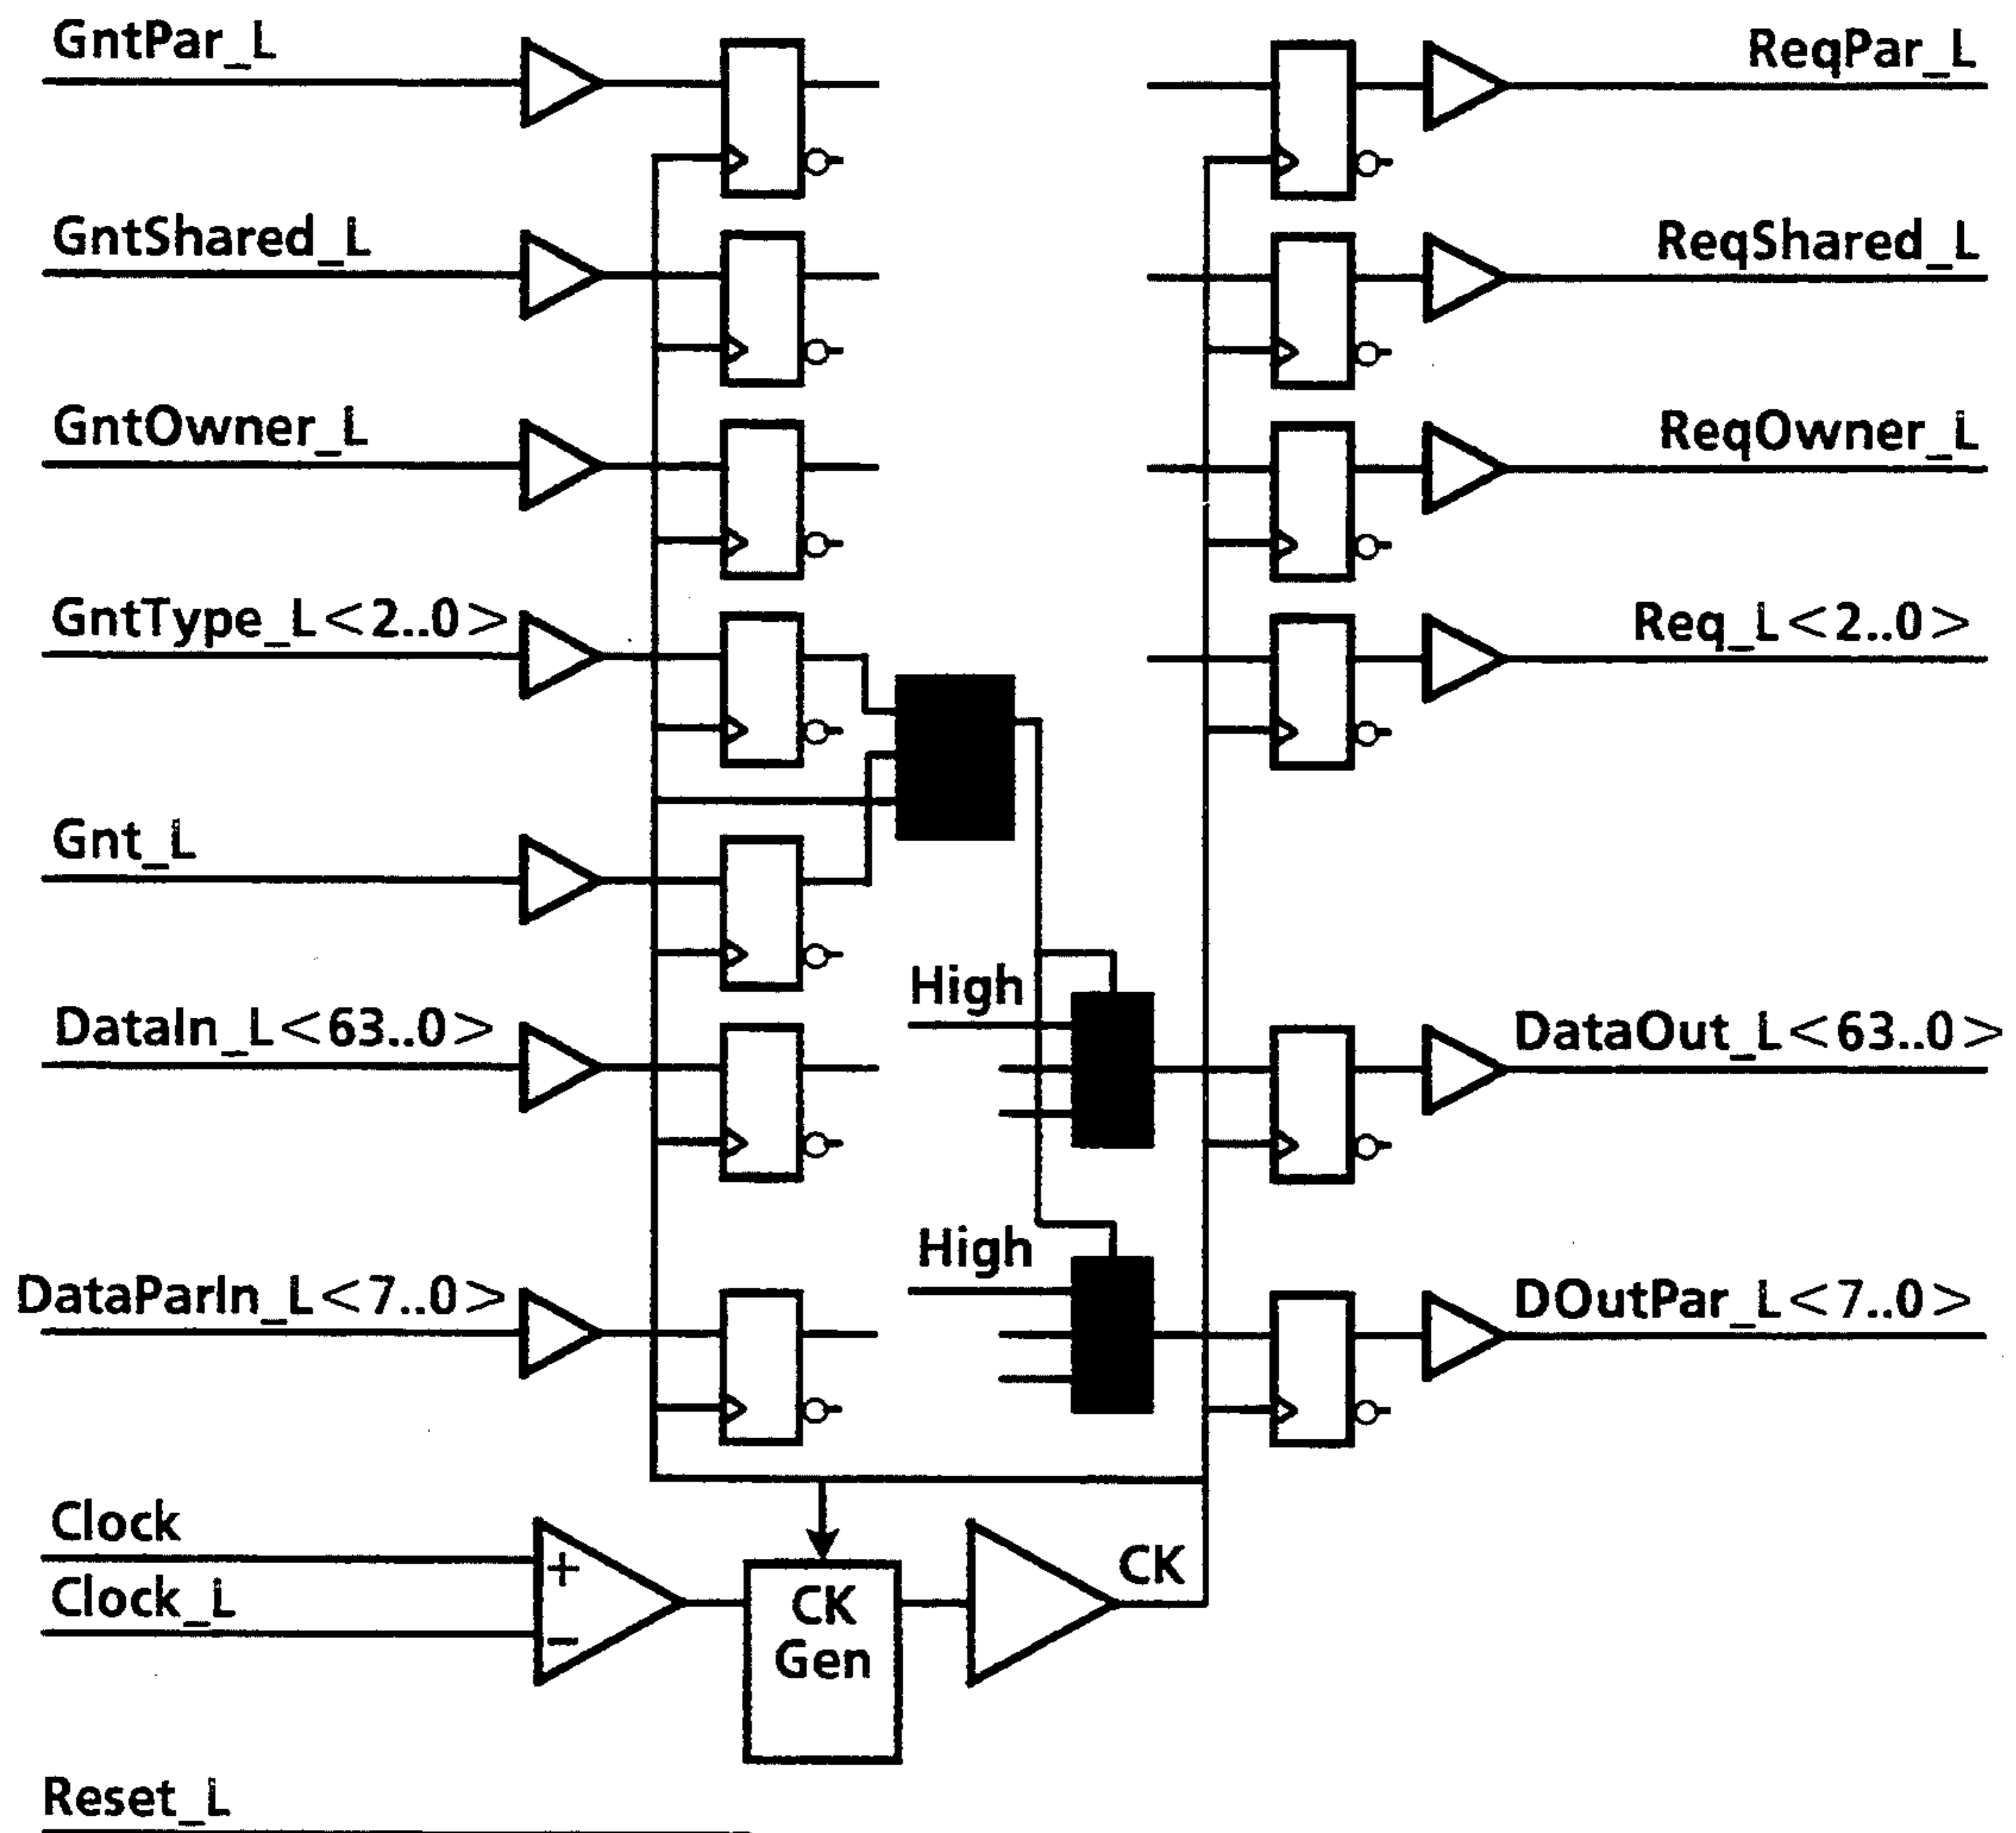 GntPar_L
ReqPar_L
GntShared_L
ReqShared_L
GntOwner_L
ReqOwner_L
GntType_L<2..0>
Req_L<2..0>
Gnt_L
High
DataIn_L<63..0>
DataOut_L<63..0>
High
DataParIn_L<7..0>
DOutPar_L<7..0>
Clock
+
CK
Clock_L
−
CK
Gen
Reset_L